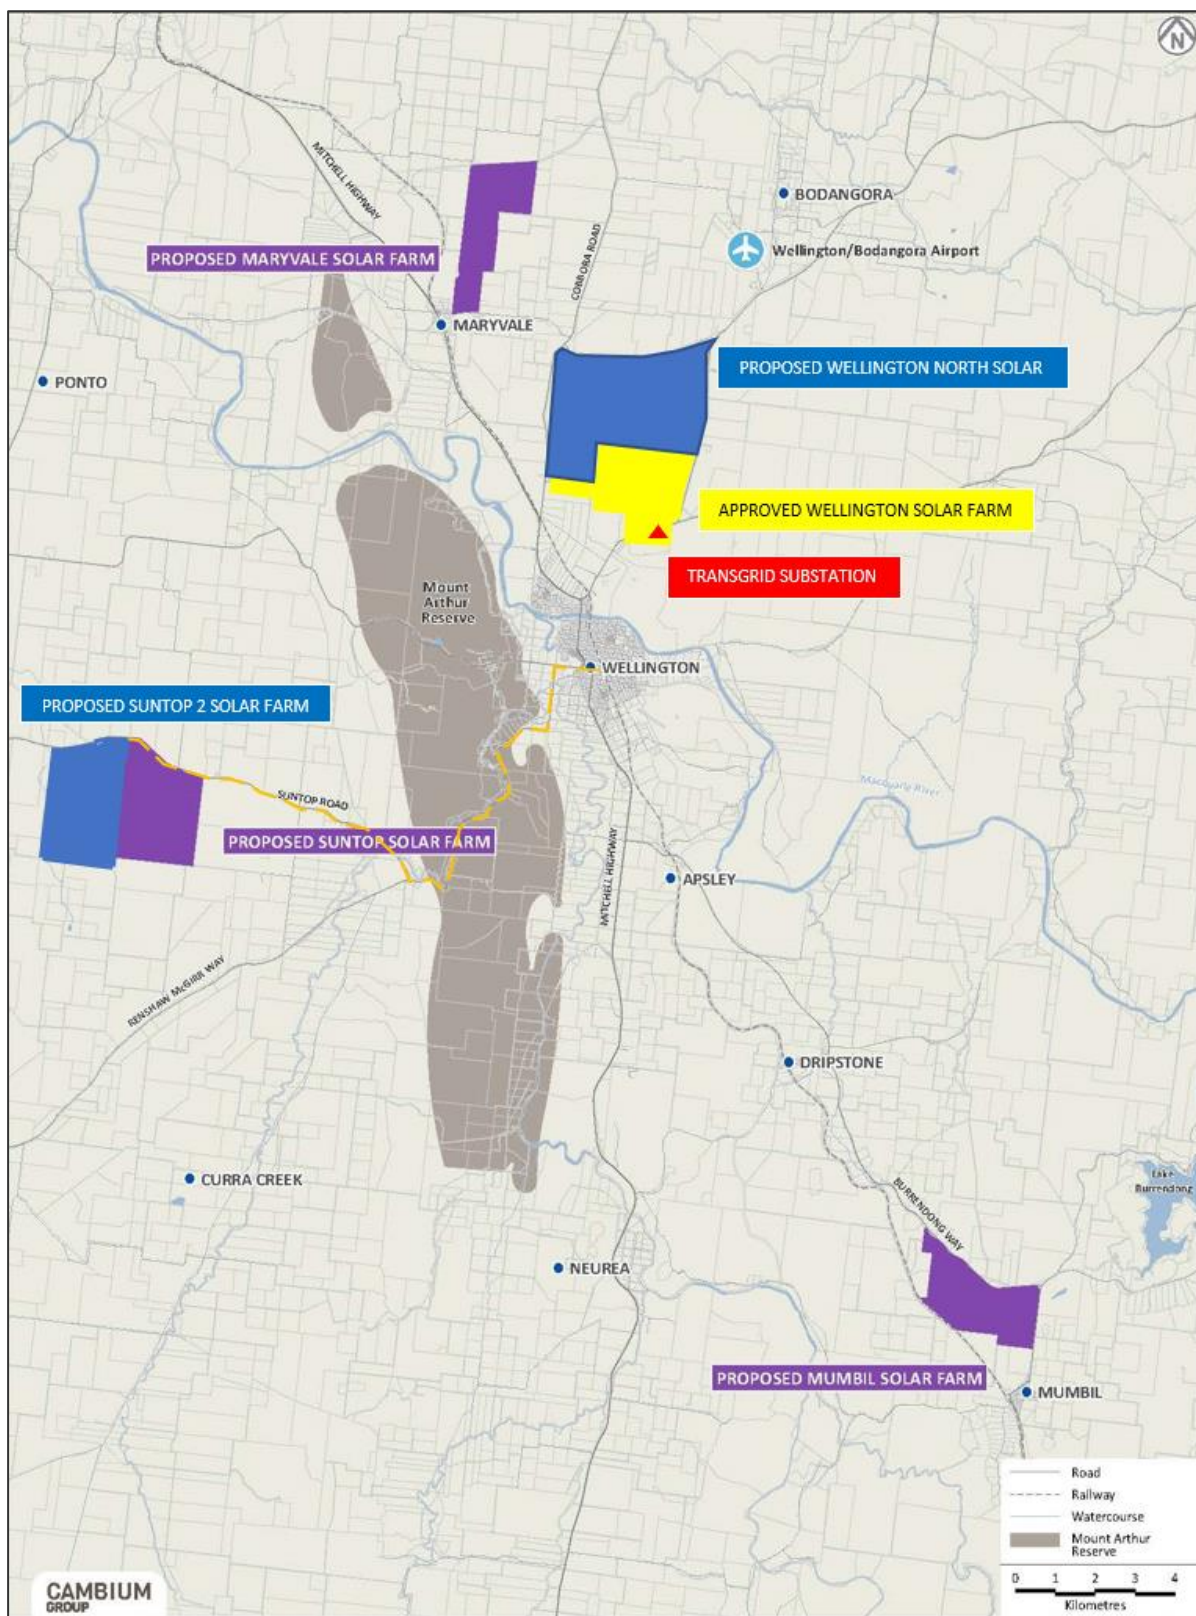 N
MITCHELL HIGHWAY
BODANGORA
PROPOSED MARYVALE SOLAR FARM
COBBORA ROAD
Wellington/Bodangora Airport
MARYVALE
PROPOSED WELLINGTON NORTH SOLAR
PONTO
APPROVED WELLINGTON SOLAR FARM
TRANSGRID SUBSTATION
Mount
Arthur
Reserve
WELLINGTON
PROPOSED SUNTOP 2 SOLAR FARM
Macquarie River
SUNTOP ROAD
PROPOSED SUNTOP SOLAR FARM
MITCHELL HIGHWAY
APSLEY
RENSHAW McGIRR WAY
DRIPSTONE
CURRA CREEK
Lake
Burrendong
BURRENDONG WAY
NEUREA
PROPOSED MUMBIL SOLAR FARM
MUMBIL
Road
Railway
Watercourse
Mount Arthur
Reserve
0 1 2 3 4
Kilometres
CAMBIUM
GROUP